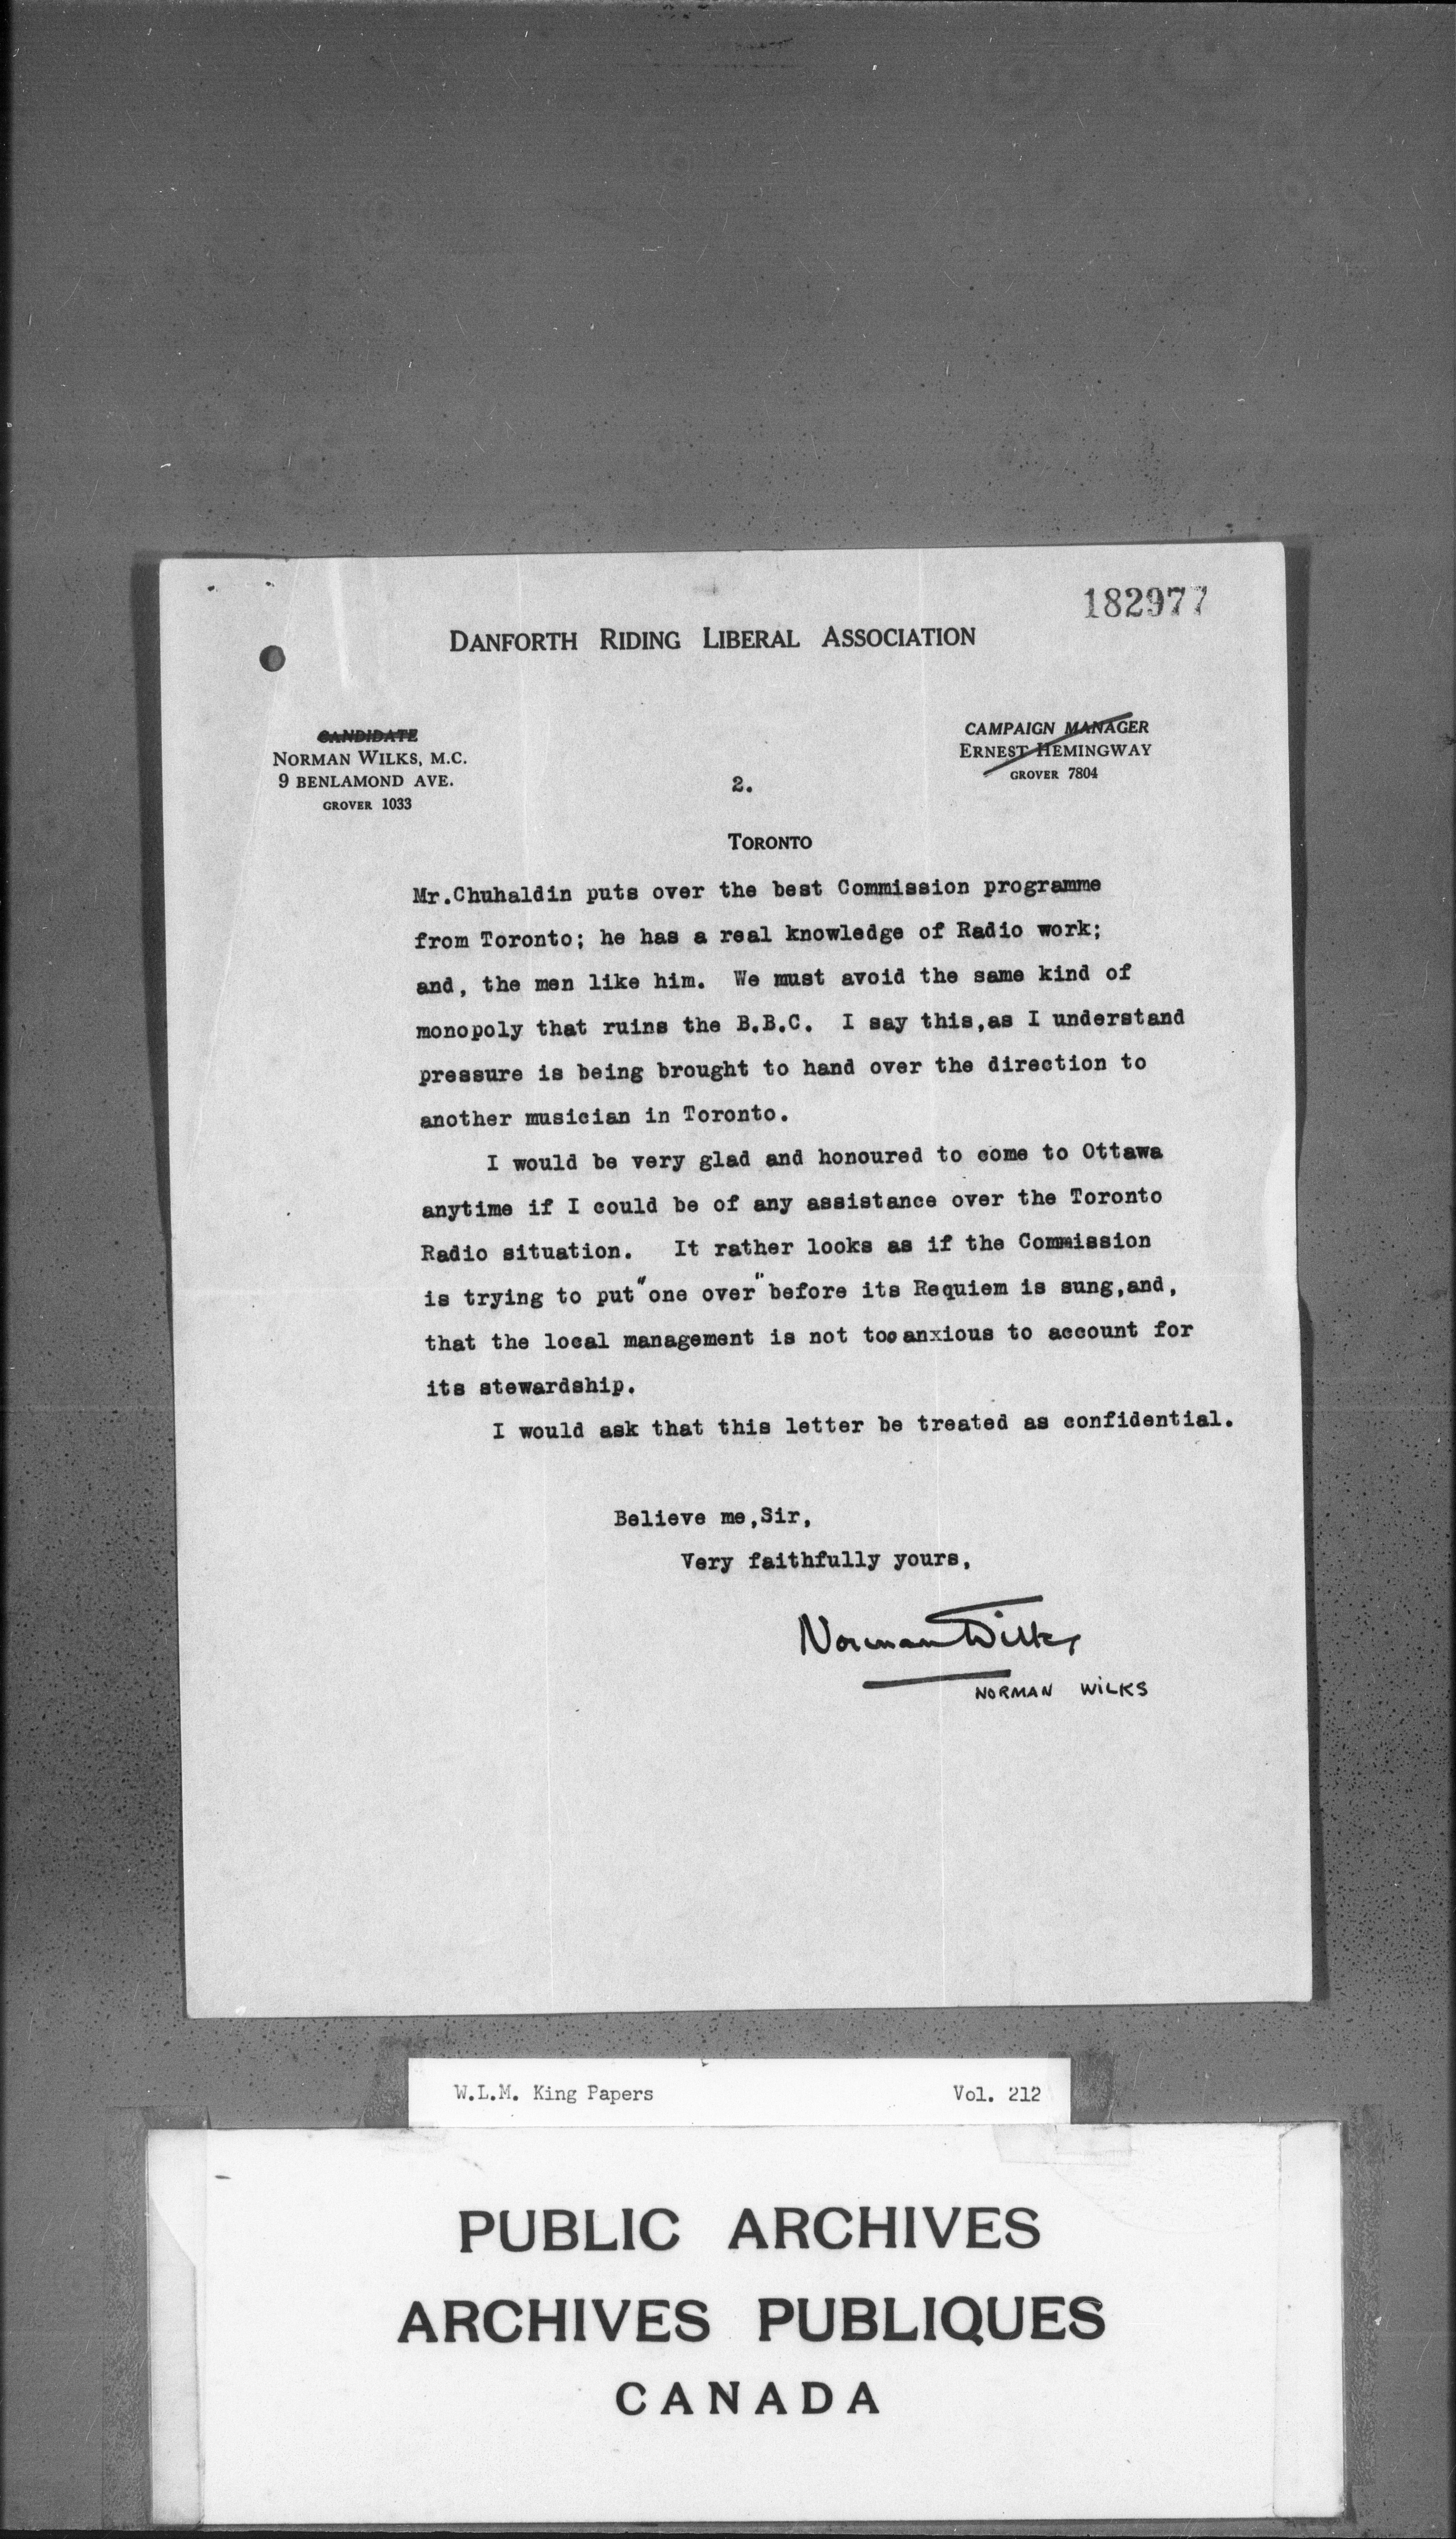 182977
DANFORTH RIDING LIBERAL ASSOCIATION
CANDIDATE
NORMAN WILKS, M.C.
9 BENLAMOND AVE.
GROVER 1033
CAMPAIGN MANAGER
ERNEST HEMINGWAY
GROVER 7804
2.
TORONTO
Mr.Chuhaldin puts over the best Commission programme
from Toronto; he has a real knowledge of Radio work;
and, the men like him. We must avoid the same kind of
monopoly that ruins the B.B.C. I say this,as I understand
pressure is being brought to hand over the direction to
another musician in Toronto.
I would be very glad and honoured to come to Ottawa
anytime if I could be of any assistance over the Toronto
Radio situation. It rather looks as if the Commission
is trying to put "one over" before its Requiem is sung,and,
that the local management is not too anxious to account for
its stewardship.
I would ask that this letter be treated as confidential.
Believe me,Sir,
Very faithfully yours,
Norman Wilks
NORMAN WILKS
W.L.M. King Papers Vol. 212
PUBLIC ARCHIVES
ARCHIVES PUBLIQUES
CANADA